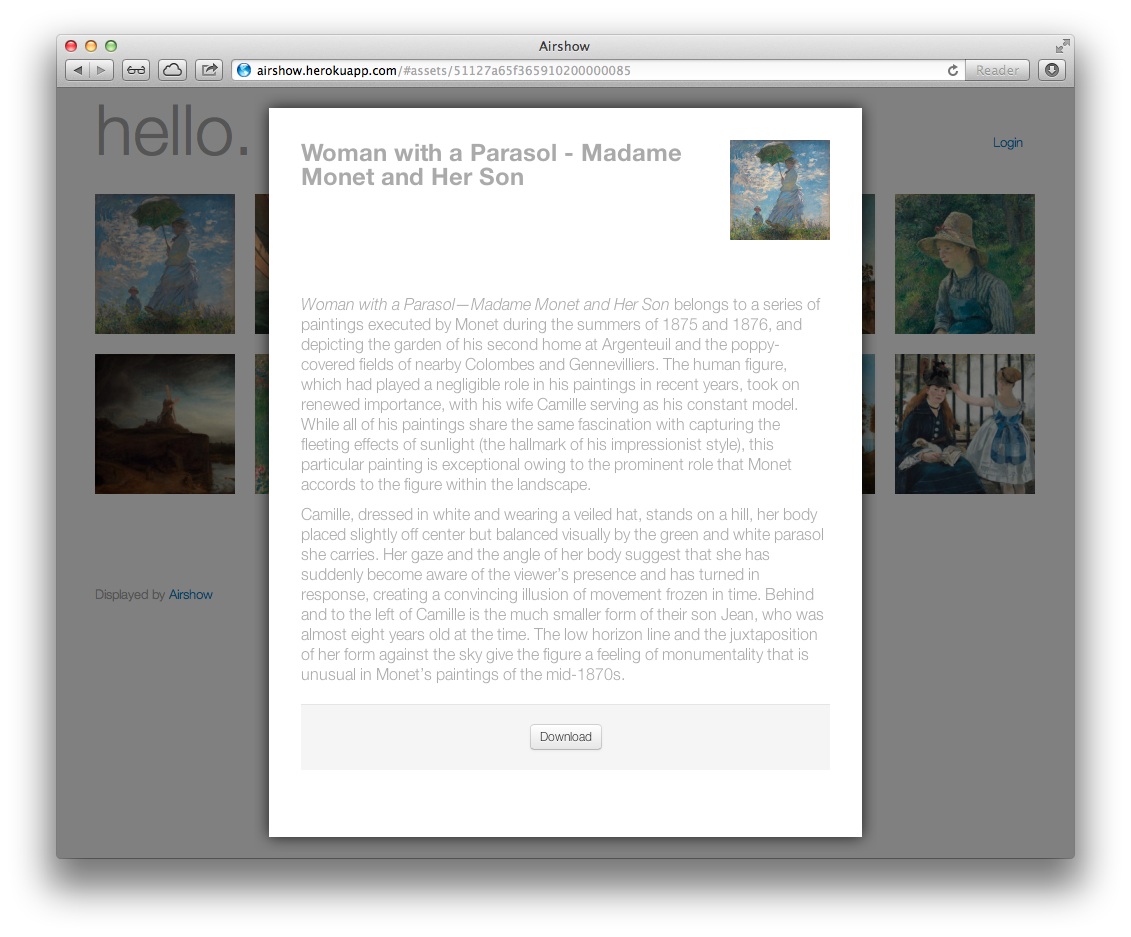 Airshow
airshow.herokuapp.com/#assets/51127a65f365910200000085
Reader
hello.
Login
Woman with a Parasol - Madame
Monet and Her Son
Woman with a Parasol—Madame Monet and Her Son belongs to a series of
paintings executed by Monet during the summers of 1875 and 1876, and
depicting the garden of his second home at Argenteuil and the poppy-
covered fields of nearby Colombes and Gennevilliers. The human figure,
which had played a negligible role in his paintings in recent years, took on
renewed importance, with his wife Camille serving as his constant model.
While all of his paintings share the same fascination with capturing the
fleeting effects of sunlight (the hallmark of his impressionist style), this
particular painting is exceptional owing to the prominent role that Monet
accords to the figure within the landscape.
Camille, dressed in white and wearing a veiled hat, stands on a hill, her body
placed slightly off center but balanced visually by the green and white parasol
she carries. Her gaze and the angle of her body suggest that she has
suddenly become aware of the viewer’s presence and has turned in
response, creating a convincing illusion of movement frozen in time. Behind
and to the left of Camille is the much smaller form of their son Jean, who was
almost eight years old at the time. The low horizon line and the juxtaposition
of her form against the sky give the figure a feeling of monumentality that is
unusual in Monet’s paintings of the mid-1870s.
Download
Displayed by Airshow